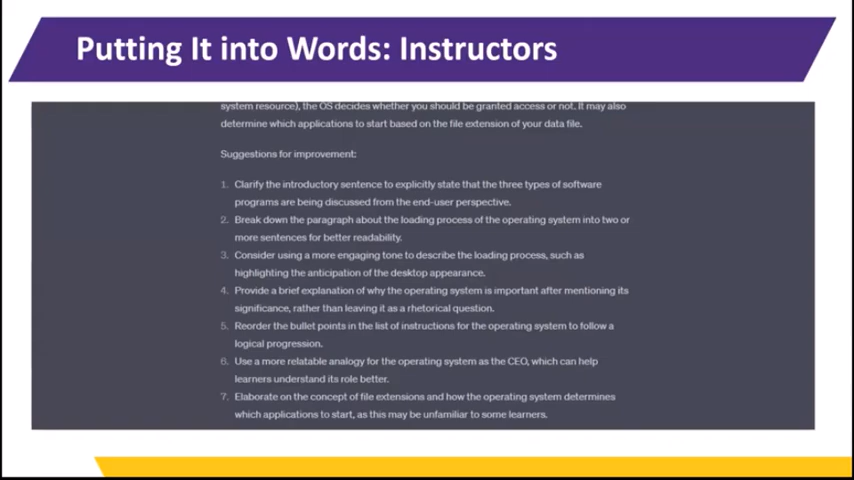 Putting It into Words: Instructors
system resource), the OS decides whether you should be granted access or not. It may also
determine which applications to start based on the file extension of your data file.
Suggestions for improvement:
1. Clarify the introductory sentence to explicitly state that the three types of software
programs are being discussed from the end-user perspective.
2. Break down the paragraph about the loading process of the operating system into two or
more sentences for better readability.
3. Consider using a more engaging tone to describe the loading process, such as
highlighting the anticipation of the desktop appearance.
4. Provide a brief explanation of why the operating system is important after mentioning its
significance, rather than leaving it as a rhetorical question.
5. Reorder the bullet points in the list of instructions for the operating system to follow a
logical progression.
6. Use a more relatable analogy for the operating system as the CEO, which can help
learners understand its role better.
7. Elaborate on the concept of file extensions and how the operating system determines
which applications to start, as this may be unfamiliar to some learners.